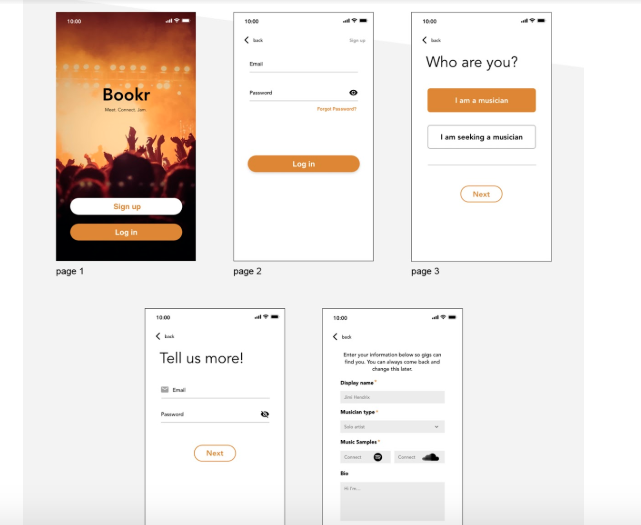 10:00
Bookr
Meet. Connect. Jam.
Sign up
Log in
page 1
10:00
back
Sign up
Email
Password
Forgot Password?
Log in
page 2
10:00
back
Who are you?
I am a musician
I am seeking a musician
Next
page 3
10:00
back
Tell us more!
Email
Password
Next
10:00
back
Enter your information below so gigs can
find you. You can always come back and
change this later.
Display name*
Jimi Hendrix
Musician type*
Solo artist
Music Samples*
Connect
Connect
Bio
Hi I'm...